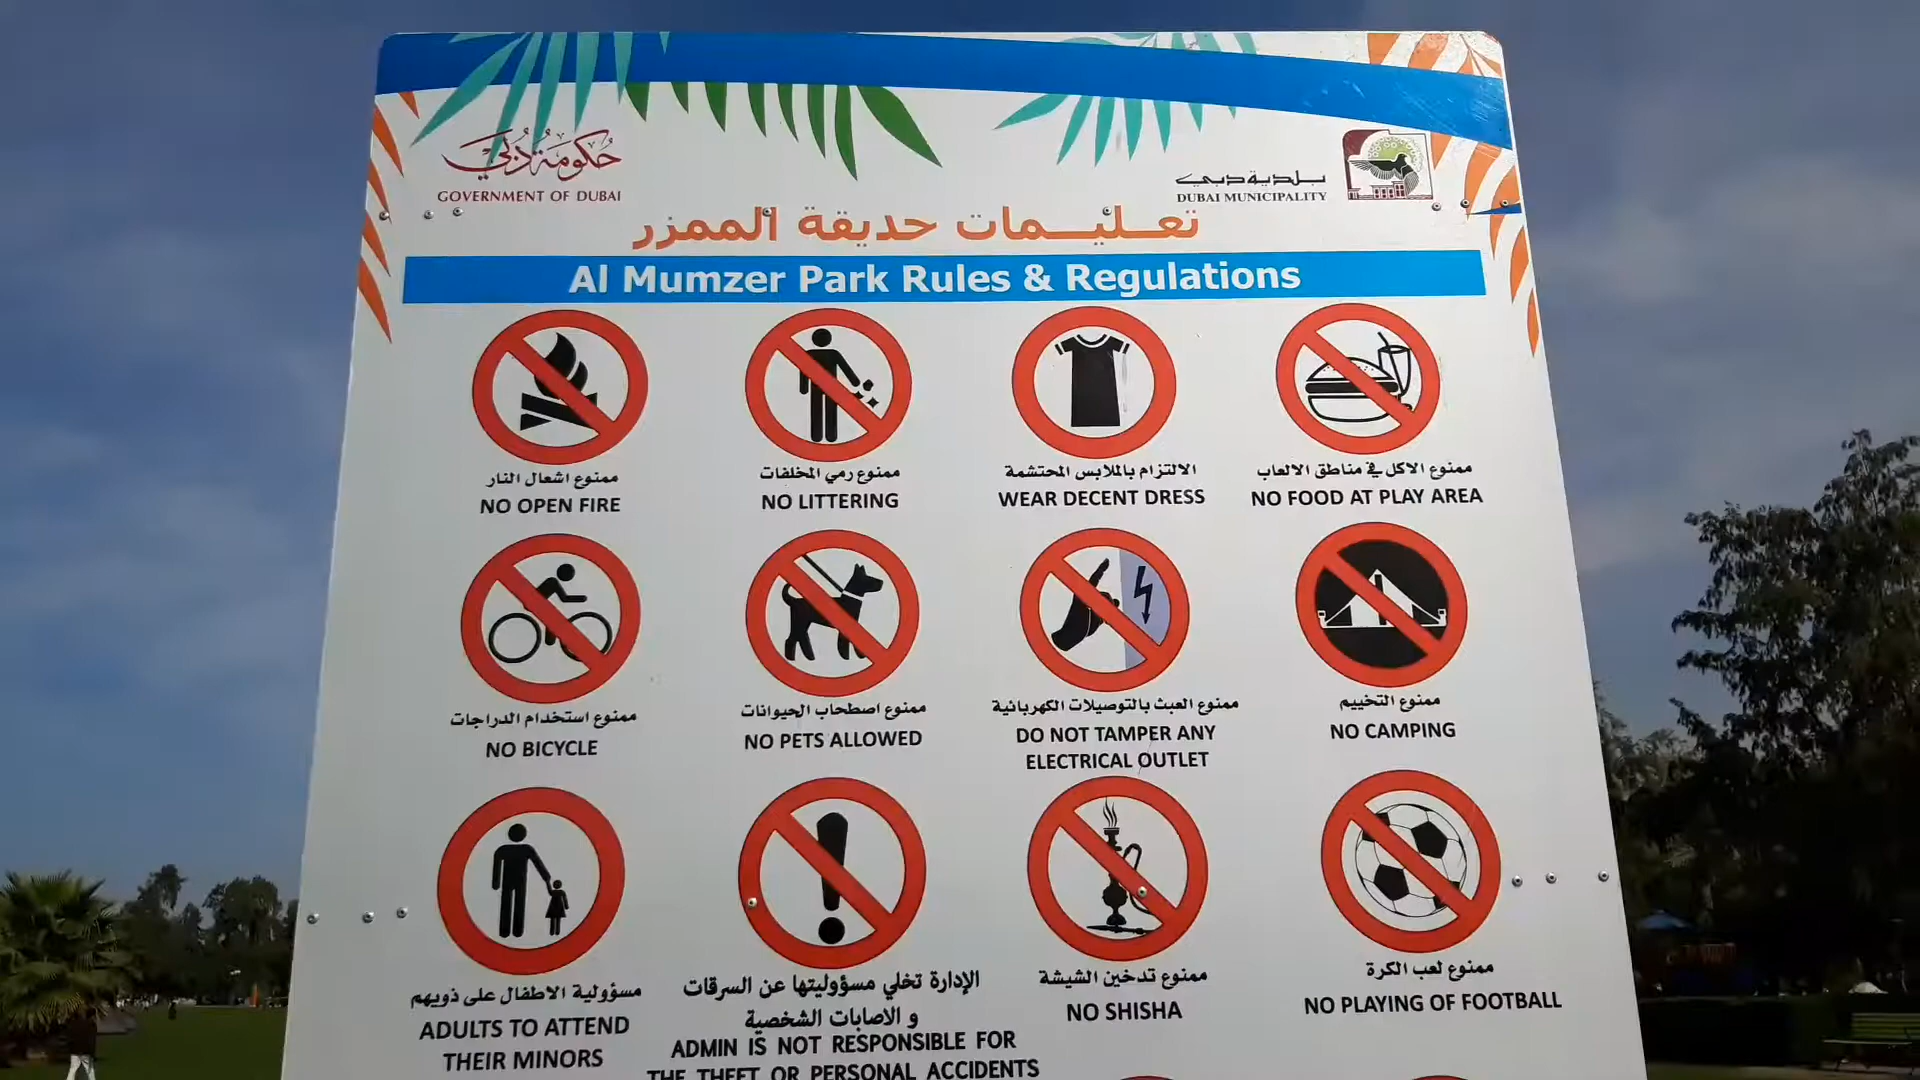 حكومة دبي
GOVERNMENT OF DUBAI
بلدية دبي
DUBAI MUNICIPALITY
تعليمات حديقة الممزر
Al Mumzer Park Rules & Regulations
ممنوع اشعال النار
NO OPEN FIRE
ممنوع رمي المخلفات
NO LITTERING
الالتزام بالملابس المحتشمة
WEAR DECENT DRESS
ممنوع الاكل في مناطق الالعاب
NO FOOD AT PLAY AREA
ممنوع استخدام الدراجات
NO BICYCLE
ممنوع اصطحاب الحيوانات
NO PETS ALLOWED
ممنوع العبث بالتوصيلات الكهربائية
DO NOT TAMPER ANY
ELECTRICAL OUTLET
ممنوع التخييم
NO CAMPING
مسؤولية الاطفال على ذويهم
ADULTS TO ATTEND
THEIR MINORS
الإدارة تخلي مسؤوليتها عن السرقات
و الاصابات الشخصية
ADMIN IS NOT RESPONSIBLE FOR
THE THEFT OR PERSONAL ACCIDENTS
ممنوع تدخين الشيشة
NO SHISHA
ممنوع لعب الكرة
NO PLAYING OF FOOTBALL